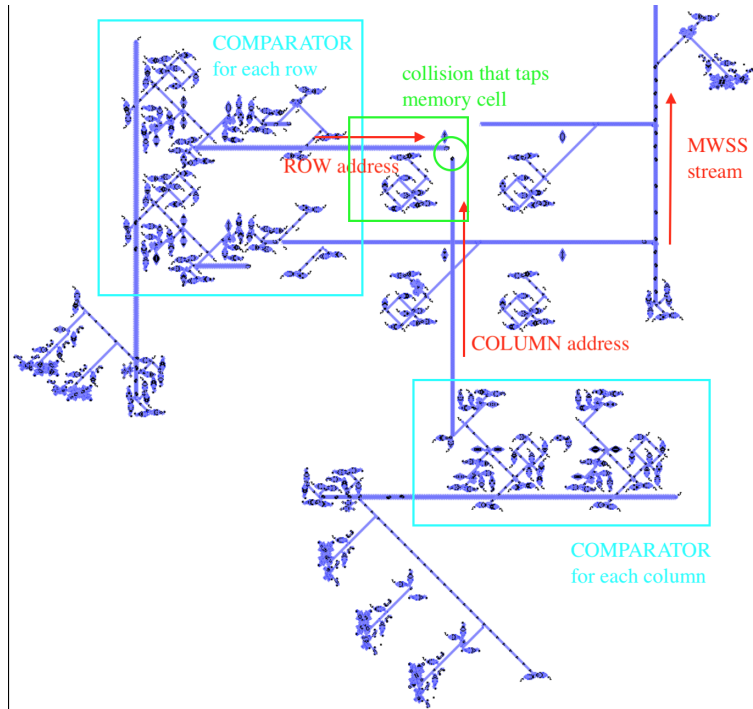 COMPARATOR
for each row
collision that taps
memory cell
ROW address
MWSS
stream
COLUMN address
COMPARATOR
for each column